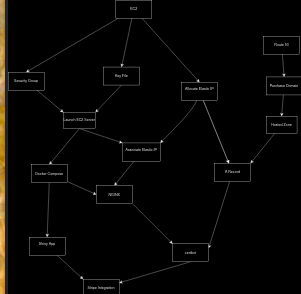 EC2
Route 53
Security Group
Key File
Allocate Elastic IP
Purchase Domain
Launch EC2 Server
Hosted Zone
Associate Elastic IP
Docker Compose
A Record
NGINX
Shiny App
certbot
Stripe Integration